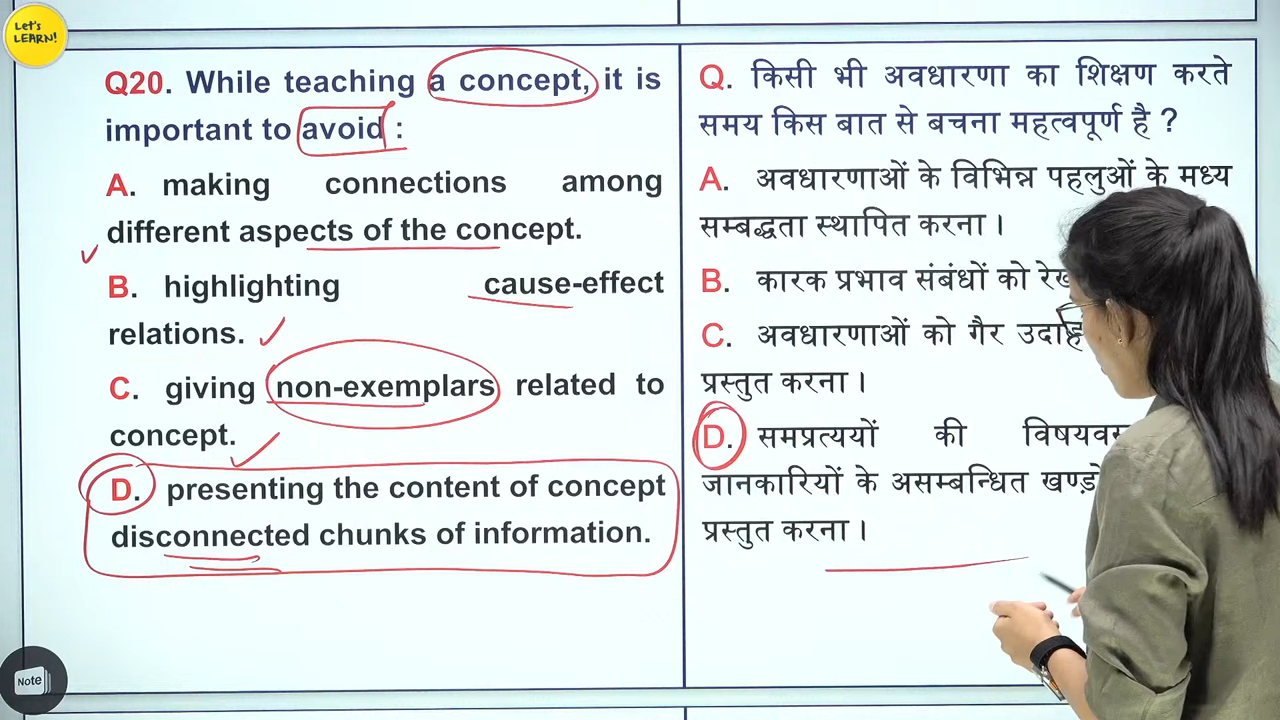 Let's
LEARN!
Q20. While teaching a concept, it is
important to avoid :
A. making connections among
different aspects of the concept.
B. highlighting cause-effect
relations.
C. giving non-exemplars related to
concept.
D. presenting the content of concept
disconnected chunks of information.
Q. किसी भी अवधारणा का शिक्षण करते
समय किस बात से बचना महत्वपूर्ण है ?
A. अवधारणाओं के विभिन्न पहलुओं के मध्य
सम्बद्धता स्थापित करना।
B. कारक प्रभाव संबंधों को
C. अवधारणाओं को गैर
प्रस्तुत करना।
D. समप्रत्ययों की
जानकारियों के असम्बन्धित
प्रस्तुत करना।
Note